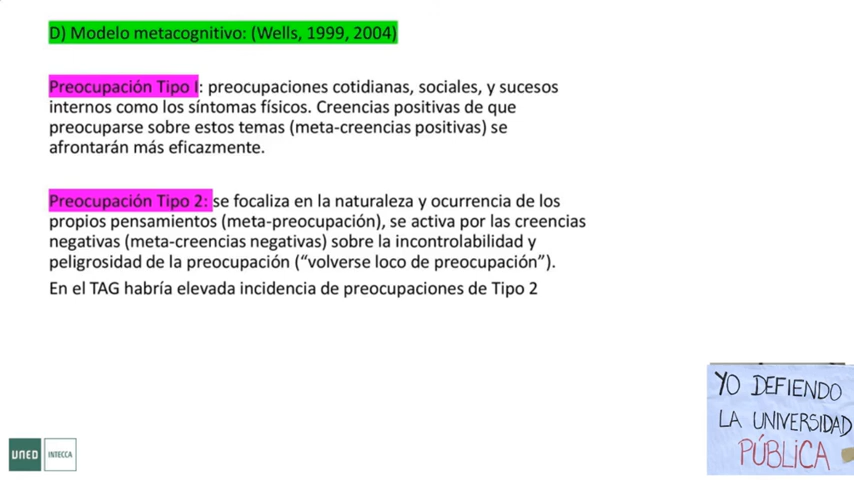 D) Modelo metacognitivo: (Wells, 1999, 2004)
Preocupación Tipo I: preocupaciones cotidianas, sociales, y sucesos
internos como los síntomas físicos. Creencias positivas de que
preocuparse sobre estos temas (meta-creencias positivas) se
afrontarán más eficazmente.
Preocupación Tipo 2: se focaliza en la naturaleza y ocurrencia de los
propios pensamientos (meta-preocupación), se activa por las creencias
negativas (meta-creencias negativas) sobre la incontrolabilidad y
peligrosidad de la preocupación (“volverse loco de preocupación”).
En el TAG habría elevada incidencia de preocupaciones de Tipo 2
YO DEFIENDO
LA UNIVERSIDAD
PÚBLICA
UNED INTECCA